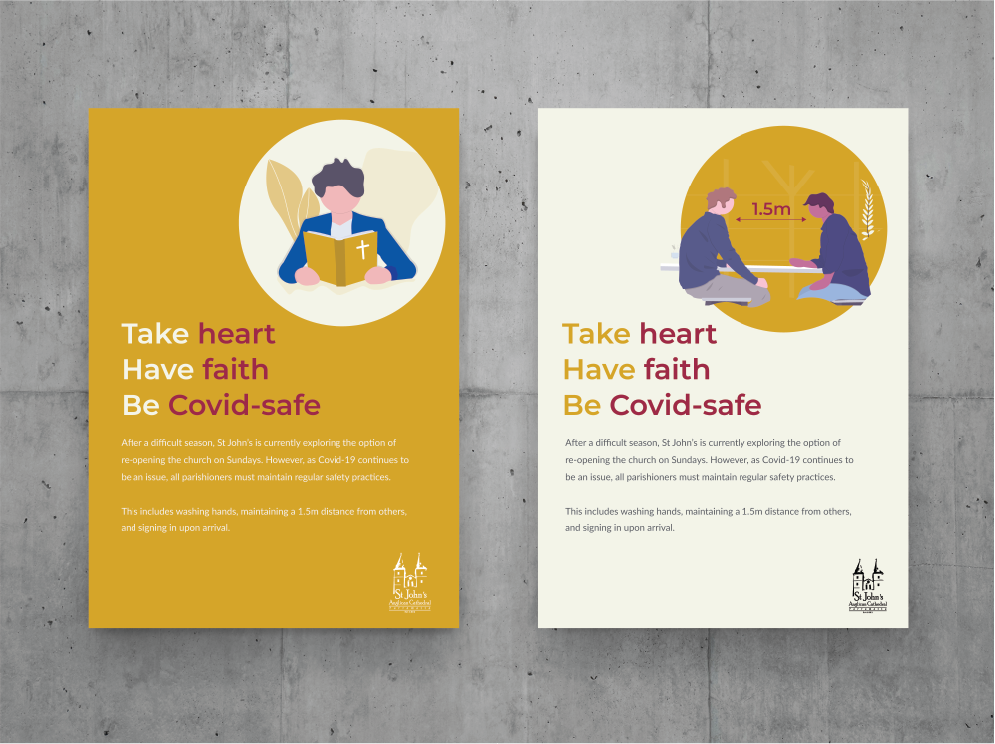 Take heart
Have faith
Be Covid-safe
After a difficult season, St John's is currently exploring the option of
re-opening the church on Sundays. However, as Covid-19 continues to
be an issue, all parishioners must maintain regular safety practices.
This includes washing hands, maintaining a 1.5m distance from others,
and signing in upon arrival.
St John's
Anglican Cathedral
1.5m
Take heart
Have faith
Be Covid-safe
After a difficult season, St John's is currently exploring the option of
re-opening the church on Sundays. However, as Covid-19 continues to
be an issue, all parishioners must maintain regular safety practices.
This includes washing hands, maintaining a 1.5m distance from others,
and signing in upon arrival.
St John's
Anglican Cathedral